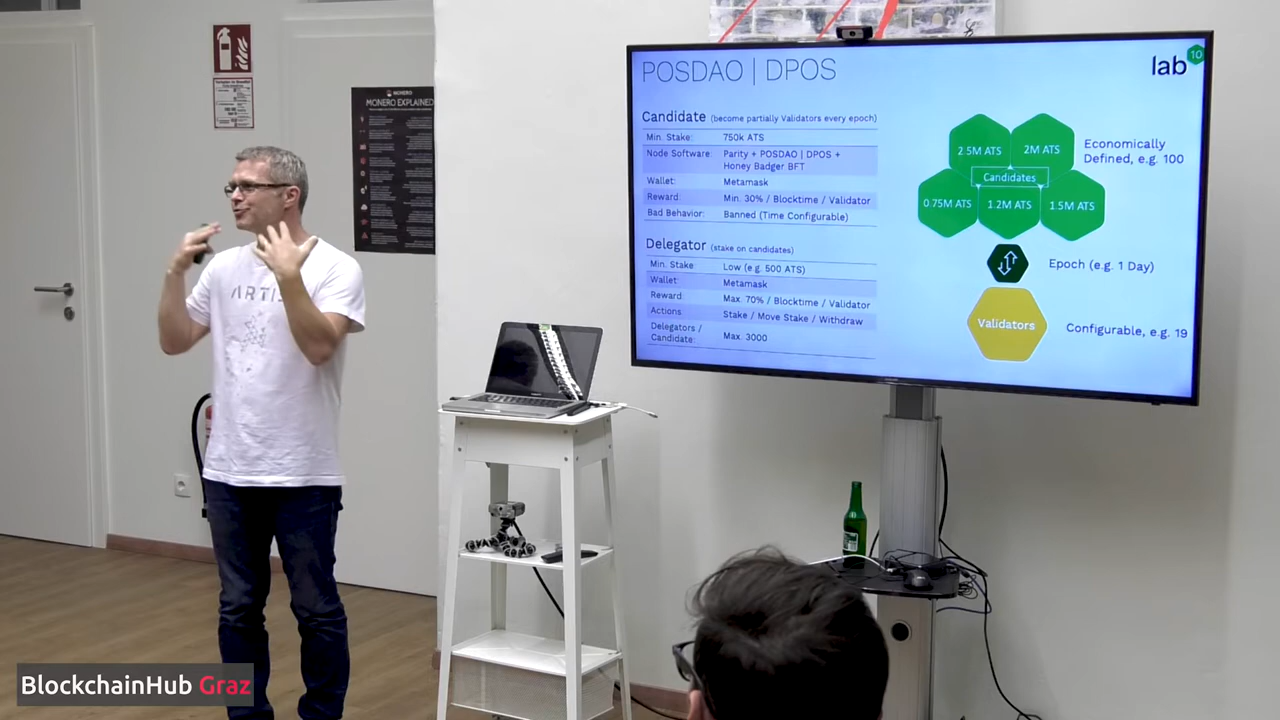 MONERO
MONERO EXPLAINED
ARTIS
POSDAO | DPOS
lab10
Candidate (become partially Validators every epoch)
Min. Stake: 750k ATS
Node Software: Parity + POSDAO | DPOS +
Honey Badger BFT
Wallet: Metamask
Reward: Min. 30% / Blocktime / Validator
Bad Behavior: Banned (Time Configurable)
Delegator (stake on candidates)
Min. Stake: Low (e.g. 500 ATS)
Wallet: Metamask
Reward: Max. 70% / Blocktime / Validator
Actions: Stake / Move Stake / Withdraw
Delegators /
Candidate: Max. 3000
2.5M ATS
2M ATS
Candidates
0.75M ATS
1.2M ATS
1.5M ATS
Economically
Defined, e.g. 100
Epoch (e.g. 1 Day)
Validators
Configurable, e.g. 19
BlockchainHub Graz